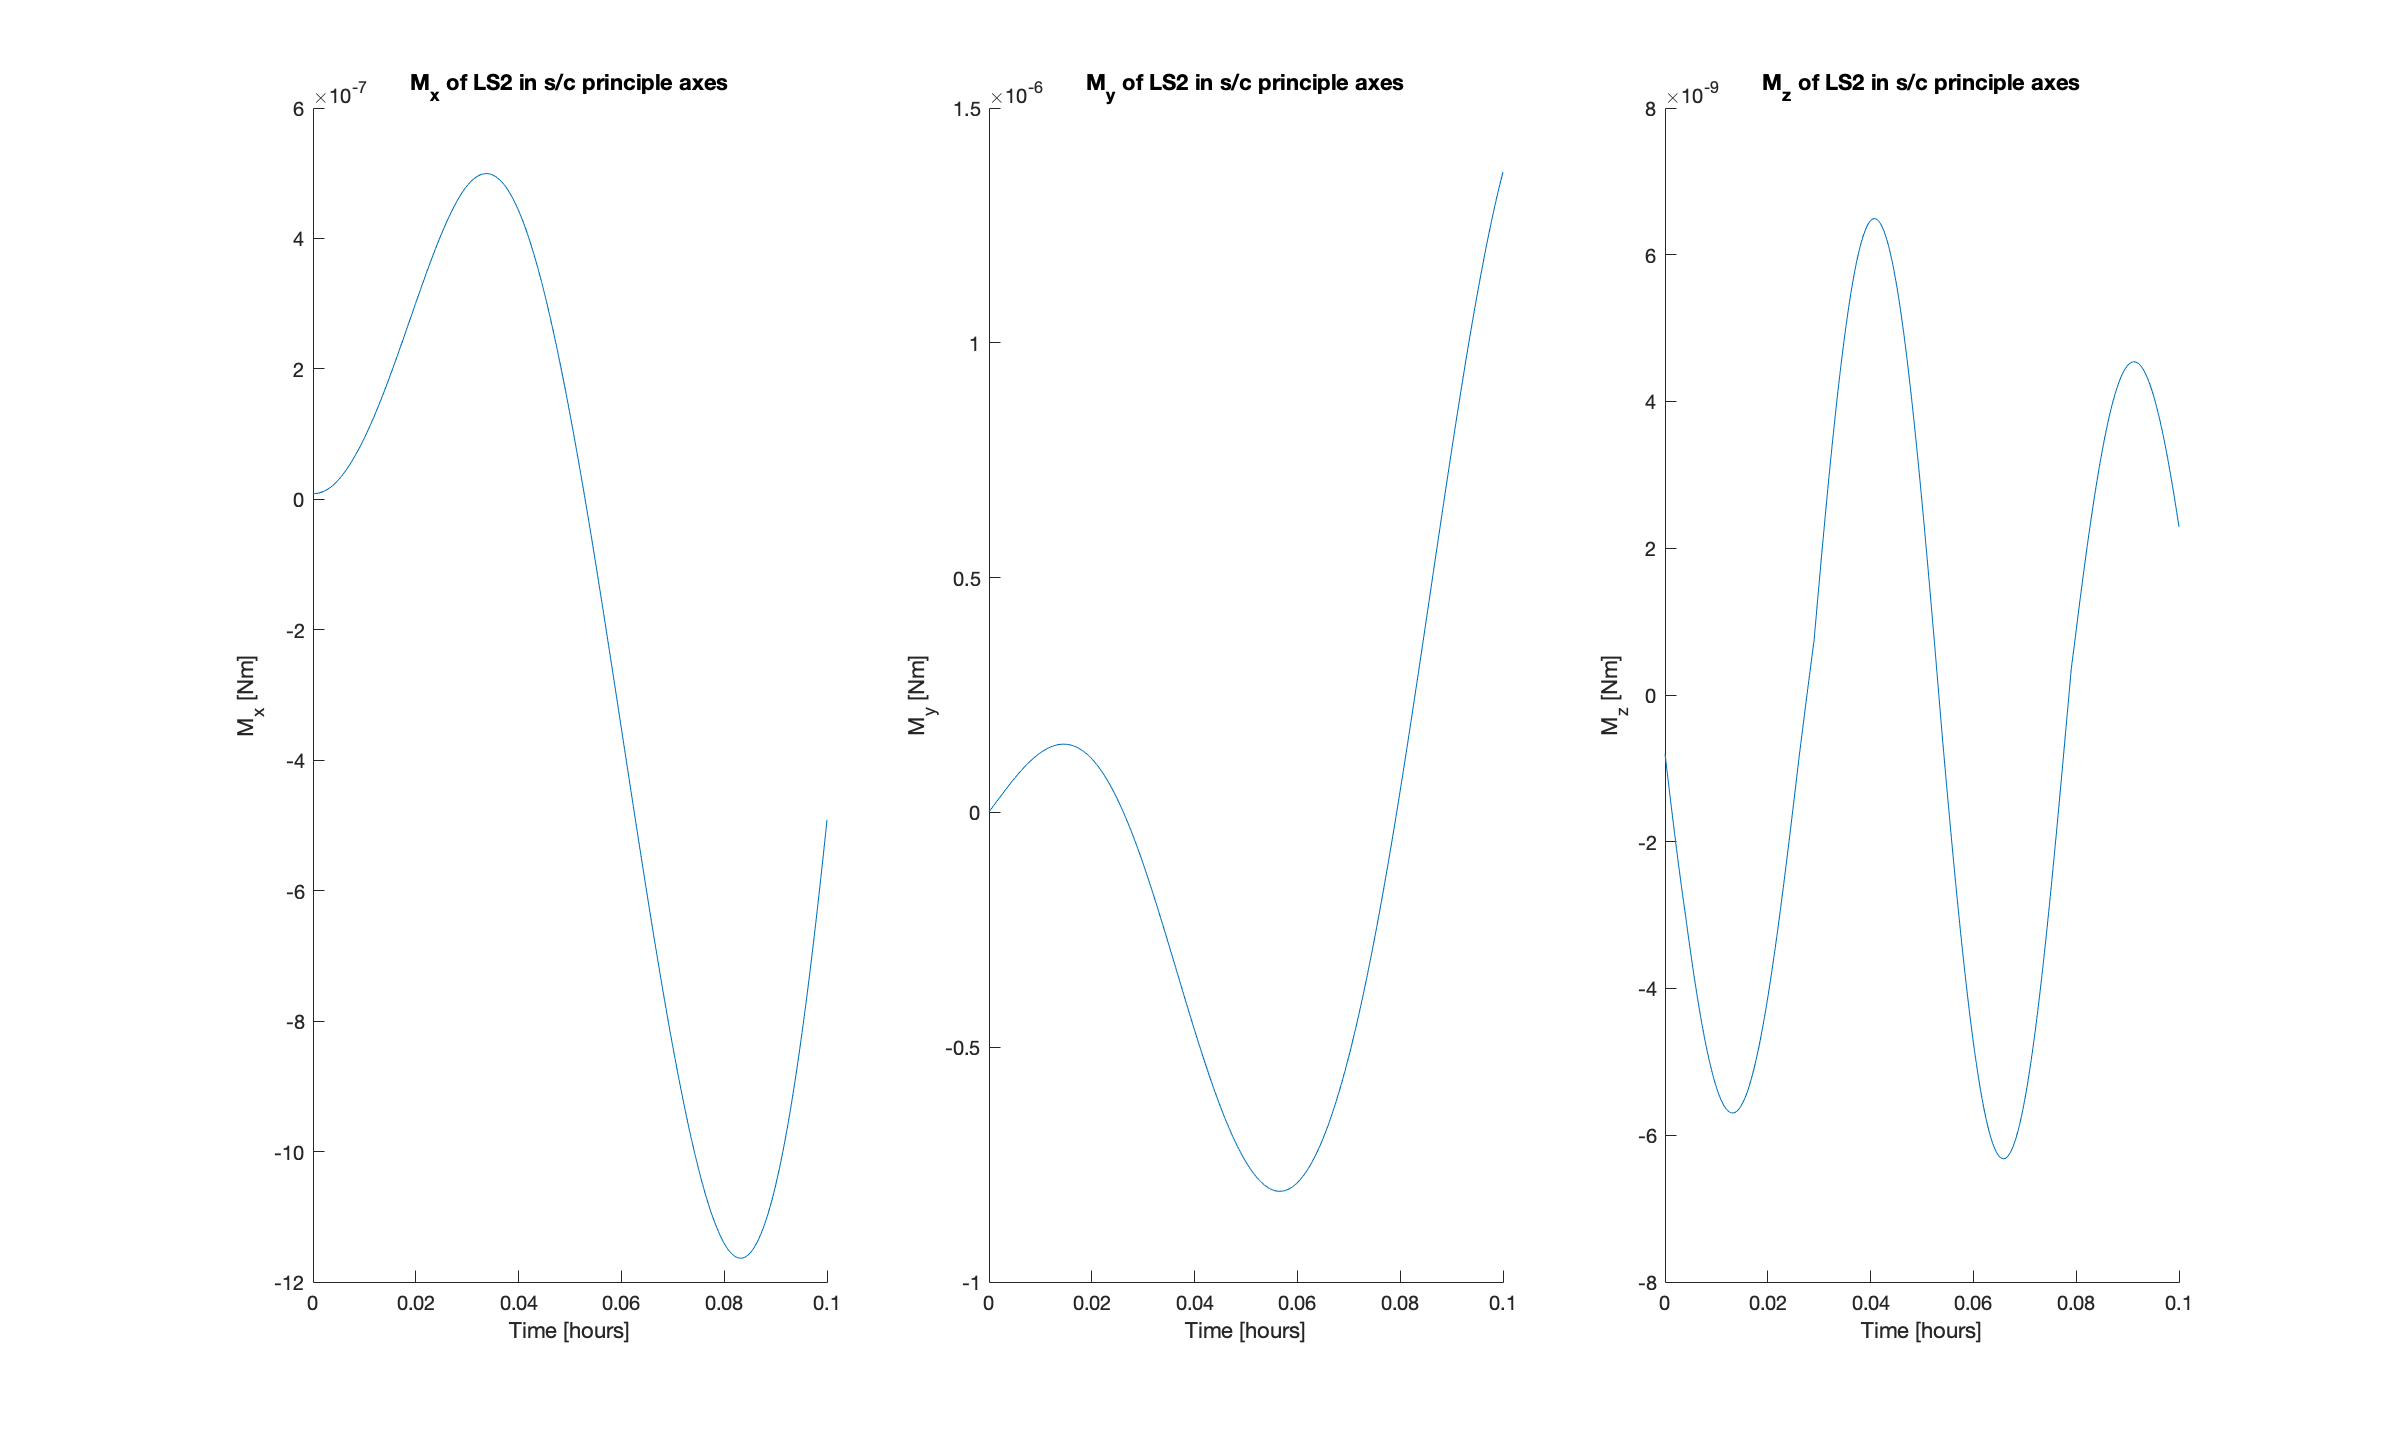 M_x of LS2 in s/c principle axes
×10^-7
6
4
2
0
-2
-4
-6
-8
-10
-12
0 0.02 0.04 0.06 0.08 0.1
Time [hours]
M_x [Nm]
M_y of LS2 in s/c principle axes
×10^-6
1.5
1
0.5
0
-0.5
-1
0 0.02 0.04 0.06 0.08 0.1
Time [hours]
M_y [Nm]
M_z of LS2 in s/c principle axes
×10^-9
8
6
4
2
0
-2
-4
-6
-8
0 0.02 0.04 0.06 0.08 0.1
Time [hours]
M_z [Nm]